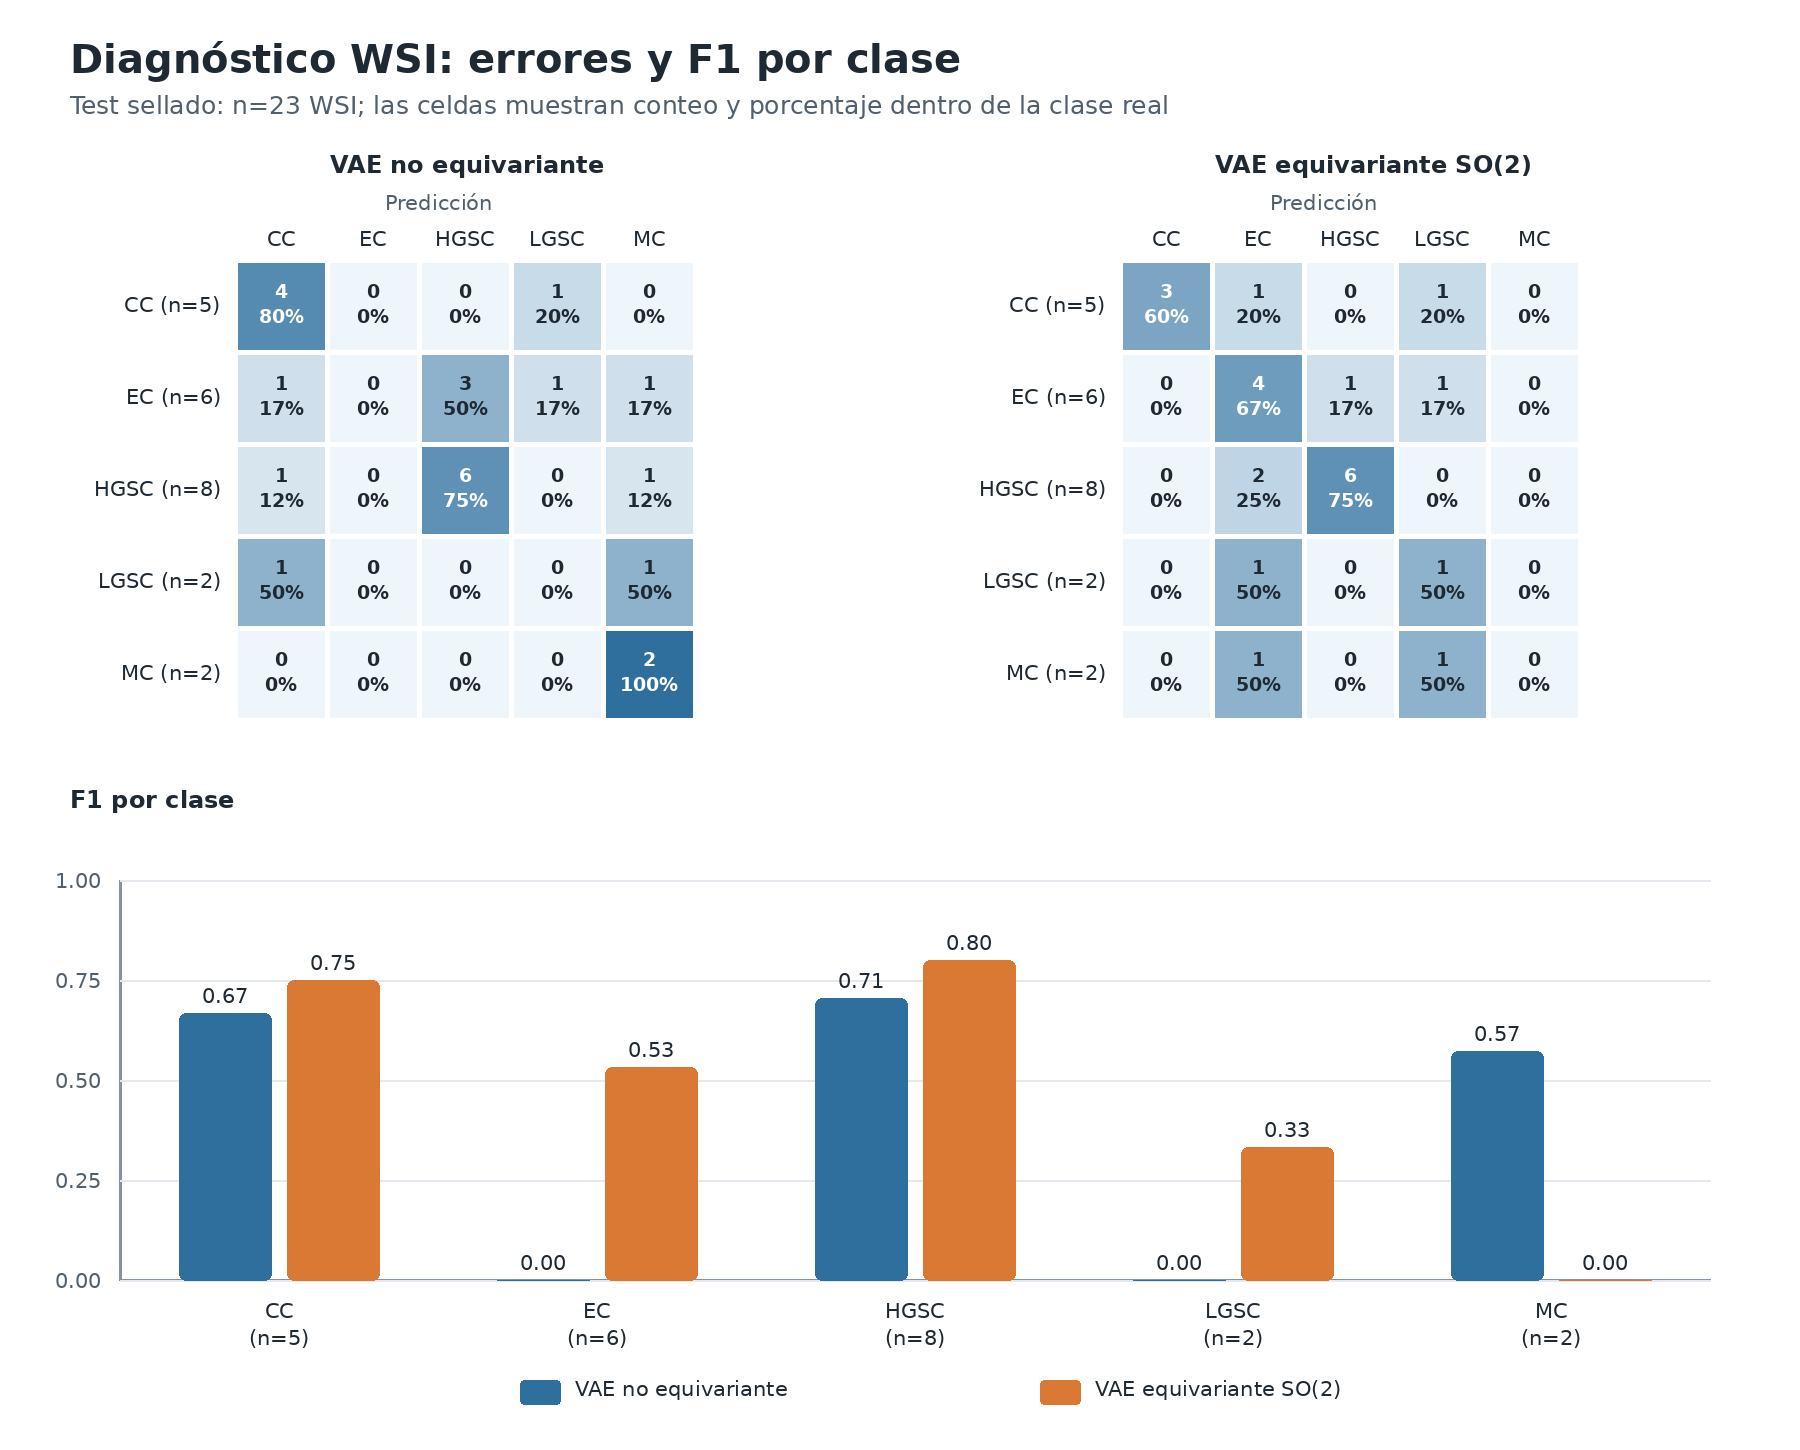 Diagnóstico WSI: errores y F1 por clase
Test sellado: n=23 WSI; las celdas muestran conteo y porcentaje dentro de la clase real
VAE no equivariante
Predicción
CC EC HGSC LGSC MC
CC (n=5)
4 0 0 1 0
80% 0% 0% 20% 0%
EC (n=6)
1 0 3 1 1
17% 0% 50% 17% 17%
HGSC (n=8)
1 0 6 0 1
12% 0% 75% 0% 12%
LGSC (n=2)
1 0 0 0 1
50% 0% 0% 0% 50%
MC (n=2)
0 0 0 0 2
0% 0% 0% 0% 100%
VAE equivariante SO(2)
Predicción
CC EC HGSC LGSC MC
CC (n=5)
3 1 0 1 0
60% 20% 0% 20% 0%
EC (n=6)
0 4 1 1 0
0% 67% 17% 17% 0%
HGSC (n=8)
0 2 6 0 0
0% 25% 75% 0% 0%
LGSC (n=2)
0 1 0 1 0
0% 50% 0% 50% 0%
MC (n=2)
0 1 0 1 0
0% 50% 0% 50% 0%
F1 por clase
1.00
0.75
0.50
0.25
0.00
0.67 0.75
0.00 0.53
0.71 0.80
0.00 0.33
0.57 0.00
CC EC HGSC LGSC MC
(n=5) (n=6) (n=8) (n=2) (n=2)
VAE no equivariante
VAE equivariante SO(2)